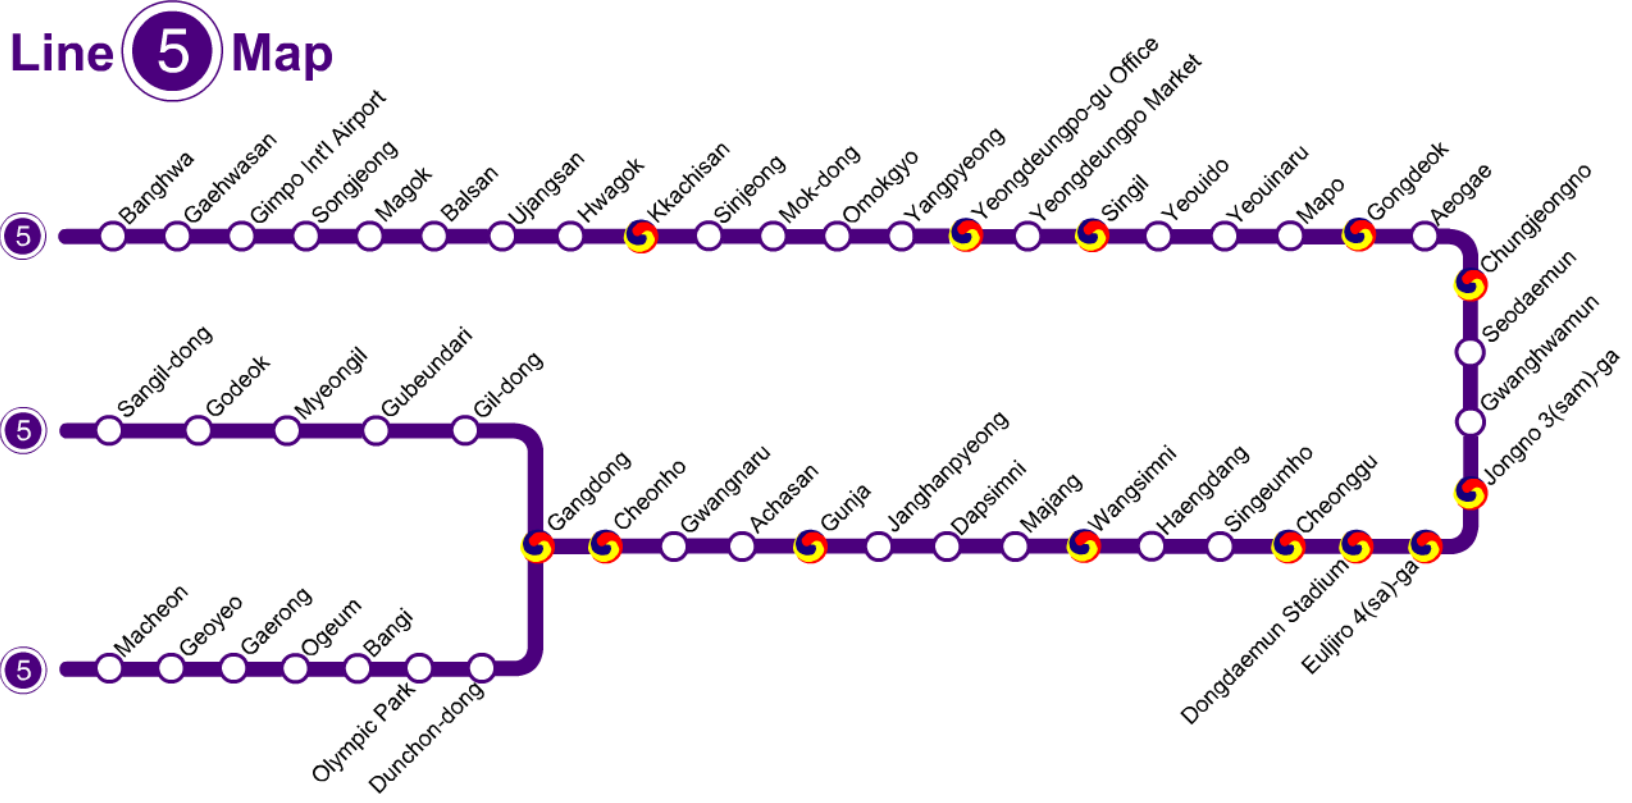 Line 5 Map
Banghwa
Gaehwasan
Gimpo Int'l Airport
Songjeong
Magok
Balsan
Ujangsan
Hwagok
Kkachisan
Sinjeong
Mok-dong
Omokgyo
Yangpyeong
Yeongdeungpo-gu Office
Yeongdeungpo Market
Singil
Yeouido
Yeouinaru
Mapo
Gongdeok
Aeogae
5
Chungjeongno
Seodaemun
Gwanghwamun
Jongno 3(sam)-ga
Sangil-dong
Godeok
Myeongil
Gubeundari
Gil-dong
5
Gangdong
Cheonho
Gwangnaru
Achasan
Gunja
Janghanpyeong
Dapsimni
Majang
Wangsimni
Haengdang
Singeumho
Cheonggu
Dongdaemun Stadium
Euljiro 4(sa)-ga
Macheon
Geoyeo
Gaerong
Ogeum
Bangi
5
Olympic Park
Dunchon-dong